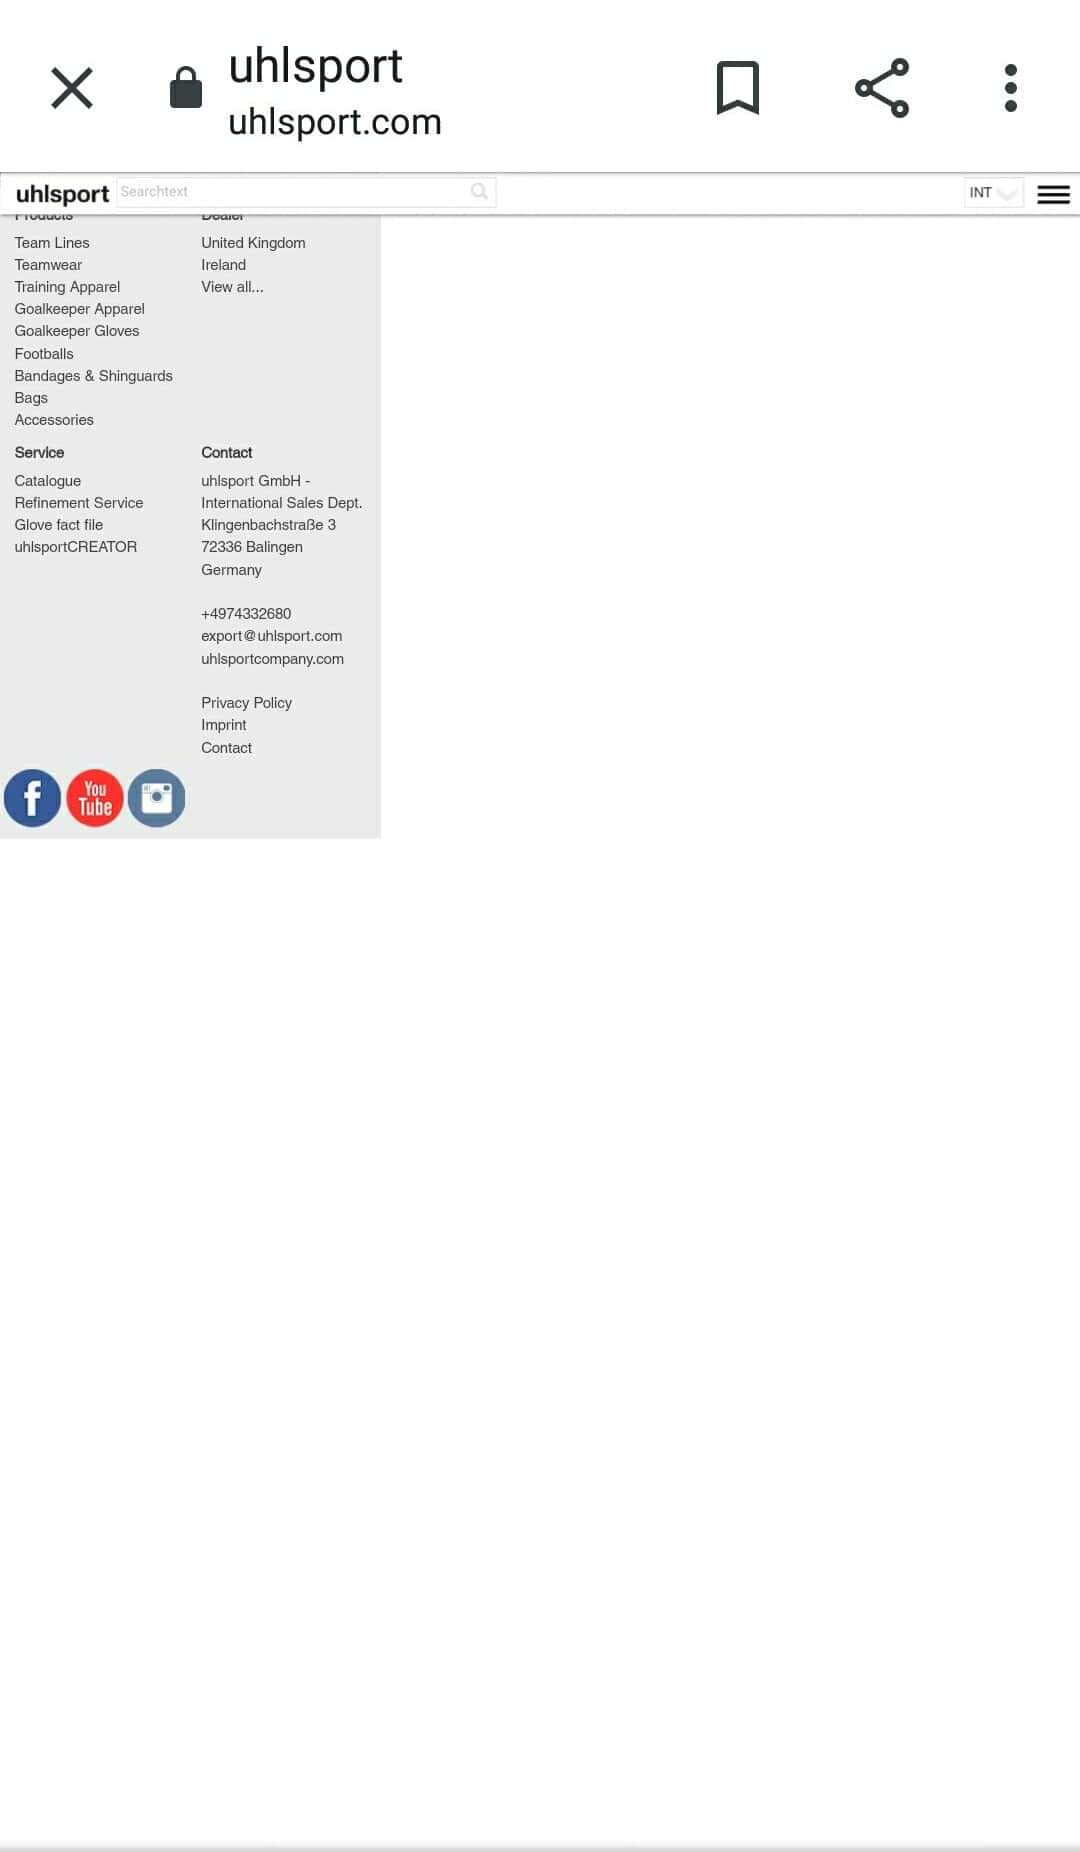 uhlsport
uhlsport.com
uhlsport
Searchtext
INT
Products
Team Lines
Teamwear
Training Apparel
Goalkeeper Apparel
Goalkeeper Gloves
Footballs
Bandages & Shinguards
Bags
Accessories
Dealer
United Kingdom
Ireland
View all...
Service
Catalogue
Refinement Service
Glove fact file
uhlsportCREATOR
Contact
uhlsport GmbH -
International Sales Dept.
Klingenbachstraße 3
72336 Balingen
Germany
+4974332680
export@uhlsport.com
uhlsportcompany.com
Privacy Policy
Imprint
Contact
f
You
Tube